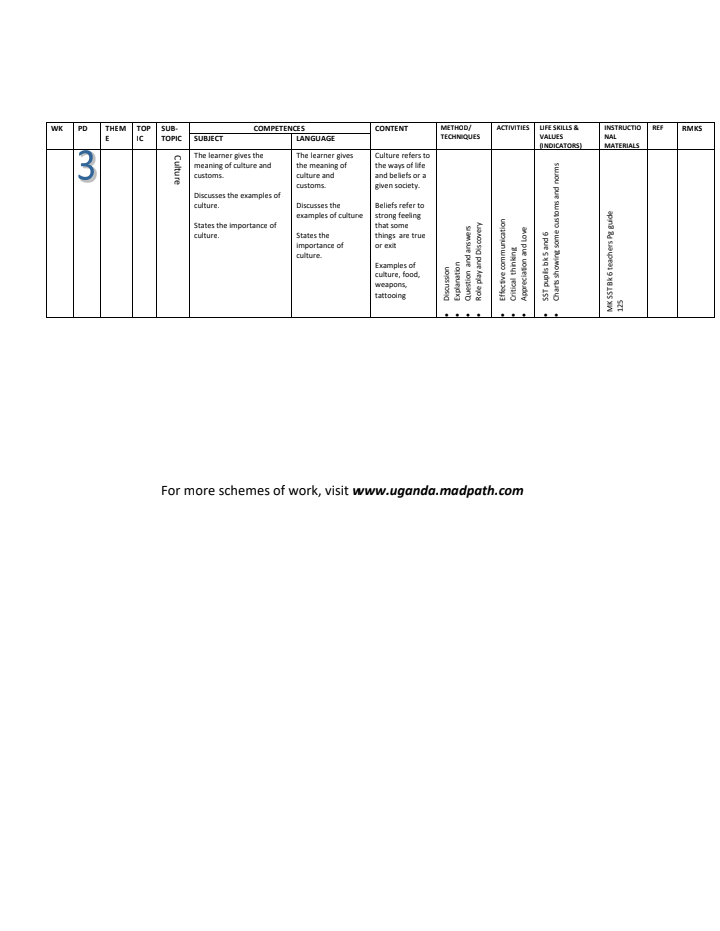 WK
PD
THEM
E
TOP
IC
SUB-
TOPIC
COMPETENCES
SUBJECT
LANGUAGE
CONTENT
METHOD/
TECHNIQUES
ACTIVITIES
LIFE SKILLS &
VALUES
(INDICATORS)
INSTRUCTIO
NAL
MATERIALS
REF
RMKS
3
Culture
The learner gives the
meaning of culture and
customs.
Discusses the examples of
culture.
States the importance of
culture.
The learner gives
the meaning of
culture and
customs.
Discusses the
examples of culture
States the
importance of
culture.
Culture refers to
the ways of life
and beliefs or a
given society.
Beliefs refer to
strong feeling
that some
things are true
or exit
Examples of
culture, food,
weapons,
tattooing
• Discussion
• Explanation
• Question and answers
• Role play and Discovery
• Effective communication
• Critical thinking
• Appreciation and Love
• SST pupils bk 5 and 6
• Charts showing some customs and norms
MK SST Bk 6 teachers Pg guide
125
For more schemes of work, visit www.uganda.madpath.com